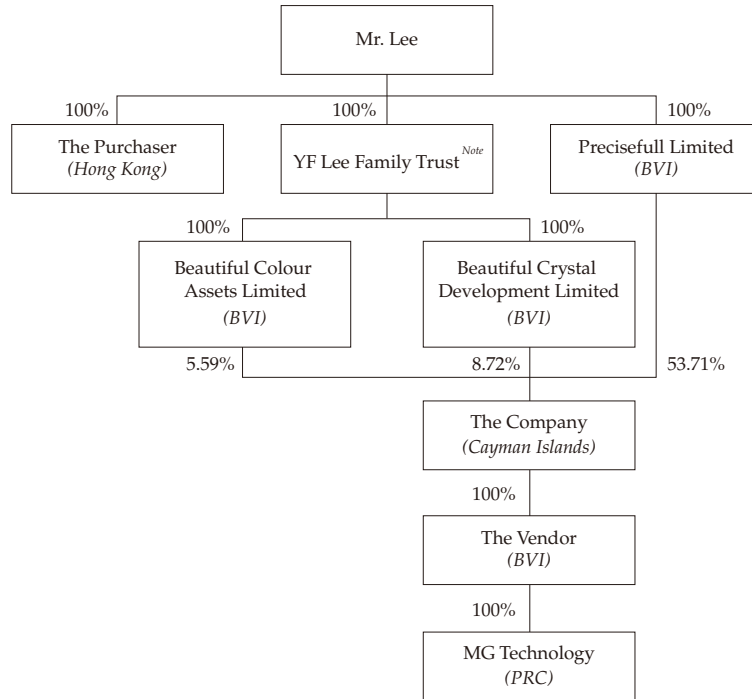 Mr. Lee
100%
100%
100%
The Purchaser
(Hong Kong)
YF Lee Family Trust Note
Precisefull Limited
(BVI)
100%
100%
Beautiful Colour
Assets Limited
(BVI)
Beautiful Crystal
Development Limited
(BVI)
5.59%
8.72%
53.71%
The Company
(Cayman Islands)
100%
The Vendor
(BVI)
100%
MG Technology
(PRC)